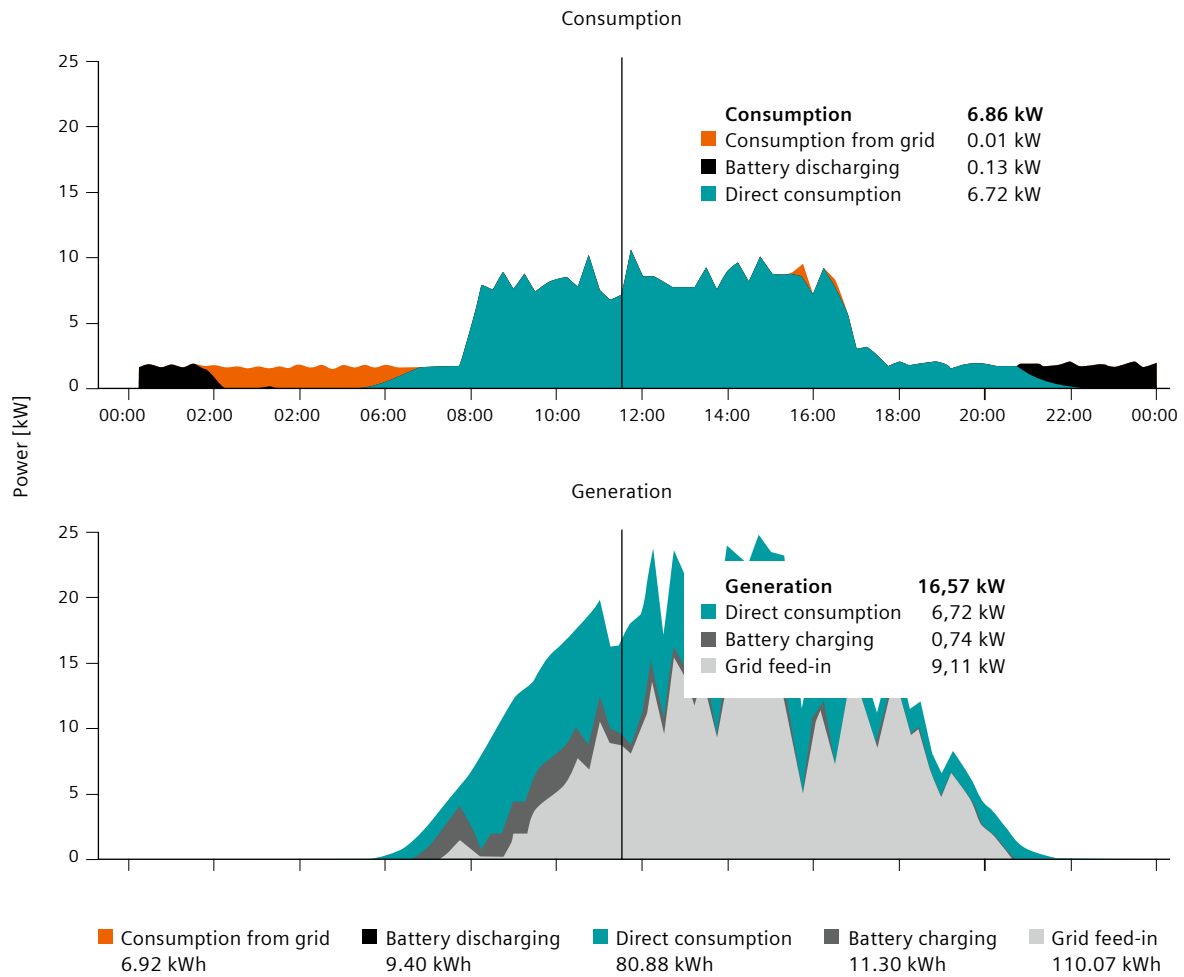 Consumption
25
20
15
10
5
0
Consumption 6.86 kW
Consumption from grid 0.01 kW
Battery discharging 0.13 kW
Direct consumption 6.72 kW
00:00 02:00 02:00 06:00 08:00 10:00 12:00 14:00 16:00 18:00 20:00 22:00 00:00
Power [kW]
Generation
25
20
15
10
5
0
Generation 16,57 kW
Direct consumption 6,72 kW
Battery charging 0,74 kW
Grid feed-in 9,11 kW
Consumption from grid Battery discharging Direct consumption Battery charging Grid feed-in
6.92 kWh 9.40 kWh 80.88 kWh 11.30 kWh 110.07 kWh